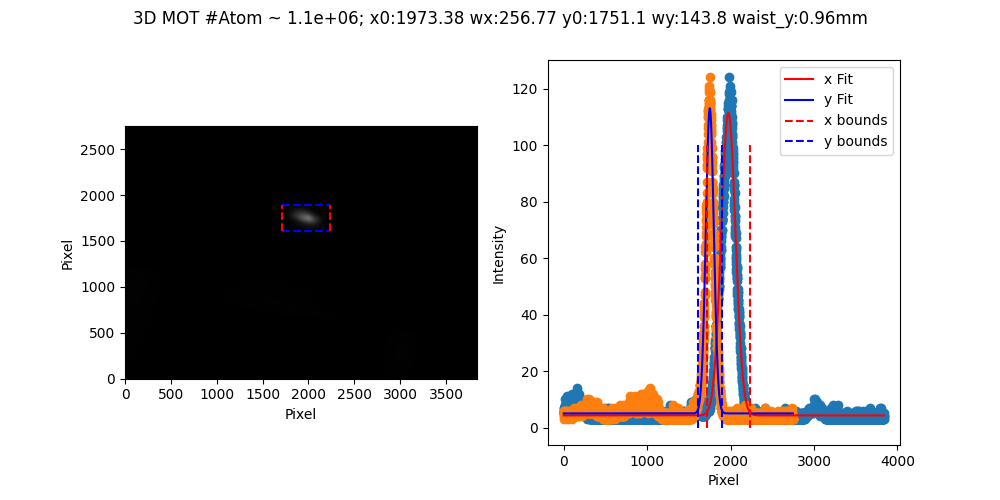 3D MOT #Atom ~ 1.1e+06; x0:1973.38 wx:256.77 y0:1751.1 wy:143.8 waist_y:0.96mm
Pixel
2500
2000
1500
1000
500
0
0 500 1000 1500 2000 2500 3000 3500
Pixel
Intensity
120
100
80
60
40
20
0
0 1000 2000 3000 4000
Pixel
x Fit
y Fit
x bounds
y bounds